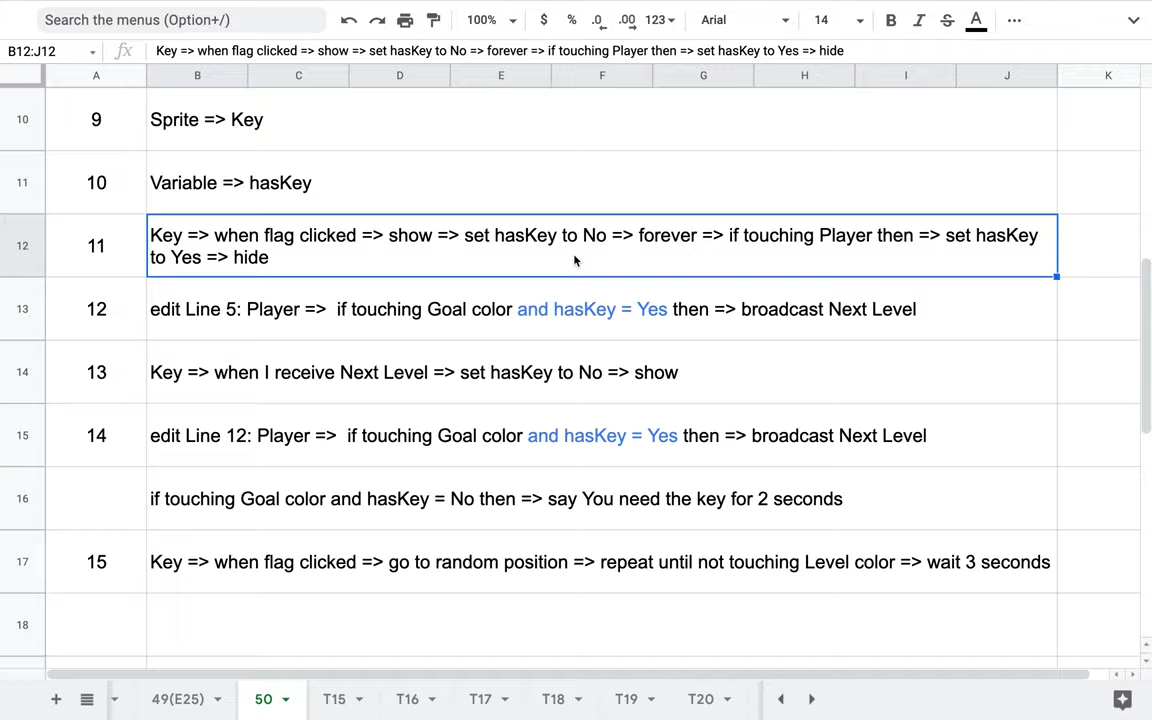 Search the menus (Option+/) 100% $ % .0 .00 123 Arial 14 B I S A
B12:J12 fx Key => when flag clicked => show => set hasKey to No => forever => if touching Player then => set hasKey to Yes => hide
A B C D E F G H I J K
10 9 Sprite => Key
11 10 Variable => hasKey
12 11 Key => when flag clicked => show => set hasKey to No => forever => if touching Player then => set hasKey
to Yes => hide
13 12 edit Line 5: Player => if touching Goal color and hasKey = Yes then => broadcast Next Level
14 13 Key => when I receive Next Level => set hasKey to No => show
15 14 edit Line 12: Player => if touching Goal color and hasKey = Yes then => broadcast Next Level
16 if touching Goal color and hasKey = No then => say You need the key for 2 seconds
17 15 Key => when flag clicked => go to random position => repeat until not touching Level color => wait 3 seconds
18
49(E25) 50 T15 T16 T17 T18 T19 T20